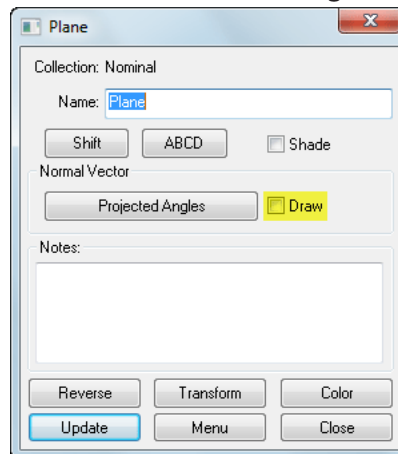 Plane
Collection: Nominal
Name: Plane
Shift ABCD Shade
Normal Vector
Projected Angles Draw
Notes:
Reverse Transform Color
Update Menu Close